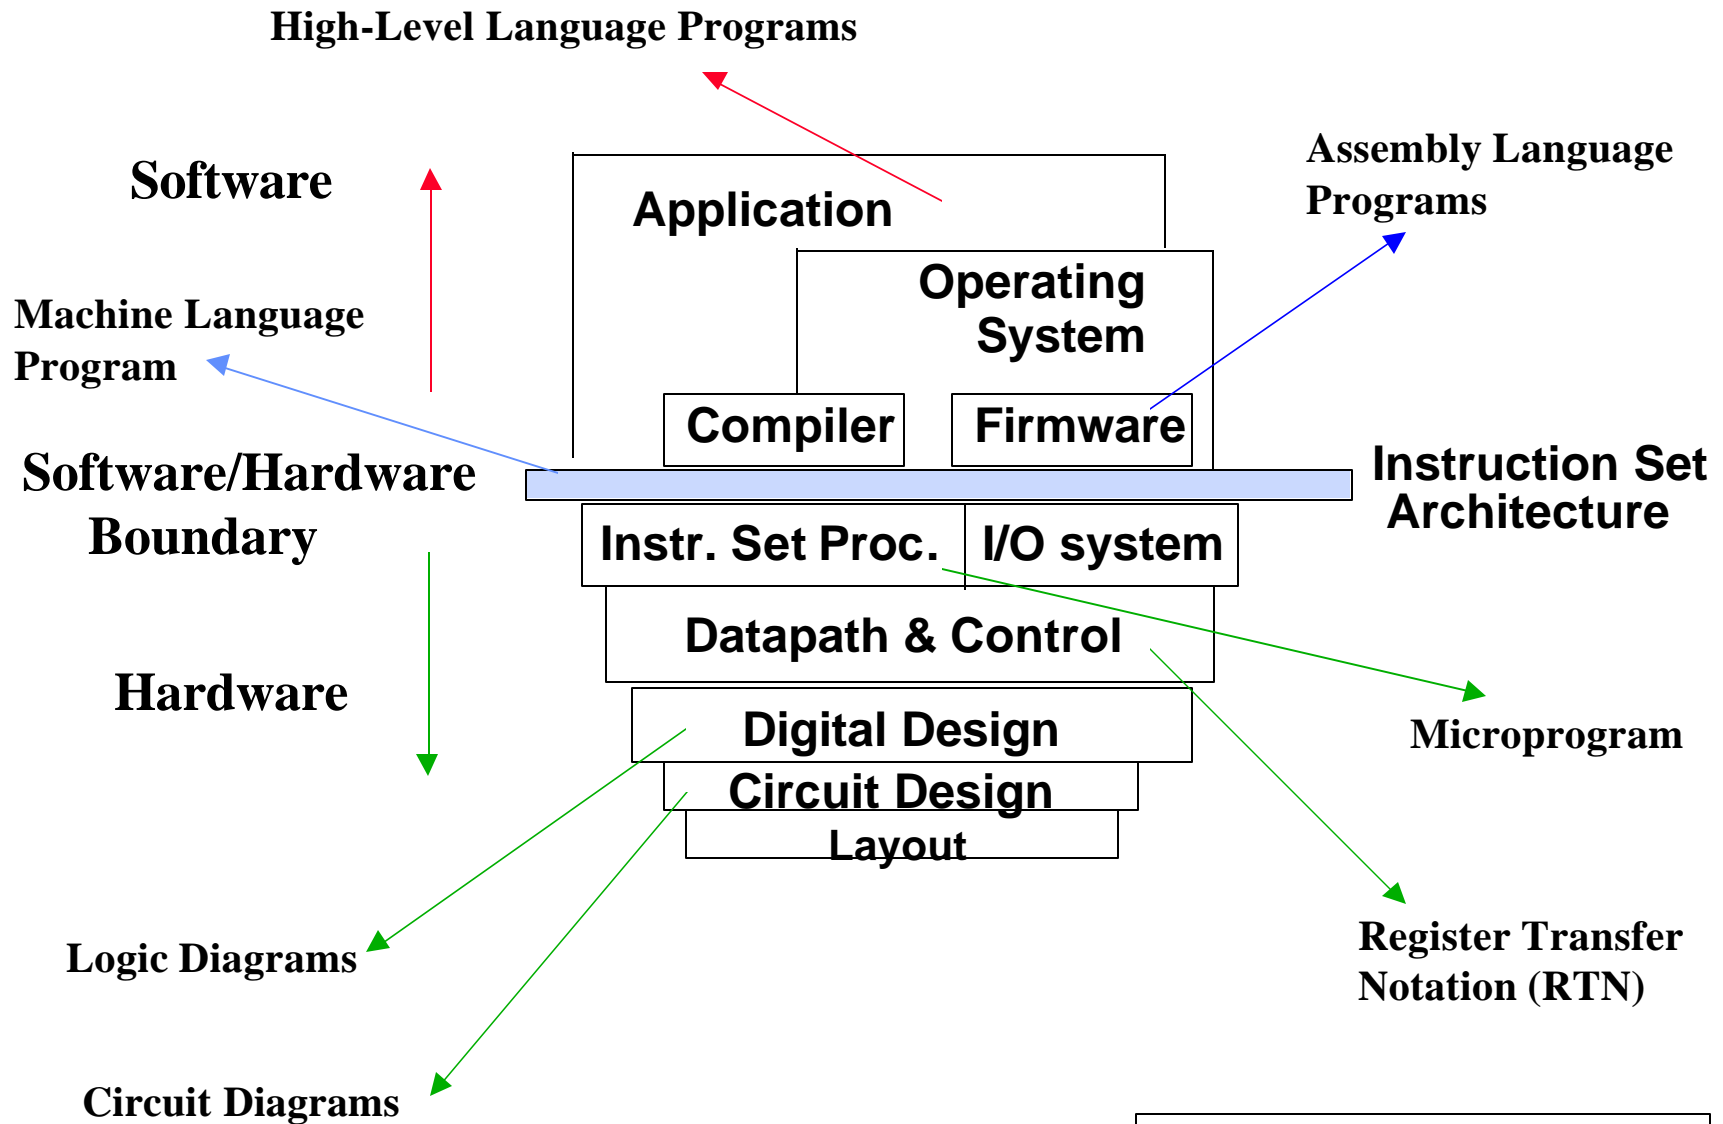 High-Level Language Programs
Software
Assembly Language
Programs
Application
Operating
System
Machine Language
Program
Compiler
Firmware
Software/Hardware
Boundary
Instruction Set
Architecture
Instr. Set Proc.
I/O system
Datapath & Control
Hardware
Digital Design
Microprogram
Circuit Design
Layout
Logic Diagrams
Register Transfer
Notation (RTN)
Circuit Diagrams